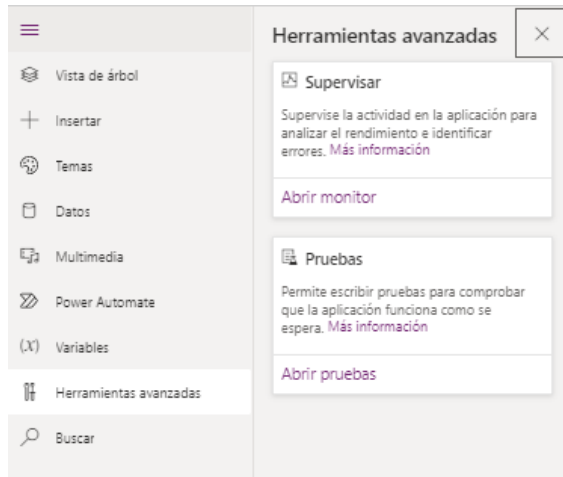 Vista de árbol
Insertar
Temas
Datos
Multimedia
Power Automate
(x) Variables
Herramientas avanzadas
Buscar
Herramientas avanzadas
Supervisar
Supervise la actividad en la aplicación para
analizar el rendimiento e identificar
errores. Más información
Abrir monitor
Pruebas
Permite escribir pruebas para comprobar
que la aplicación funciona como se
espera. Más información
Abrir pruebas